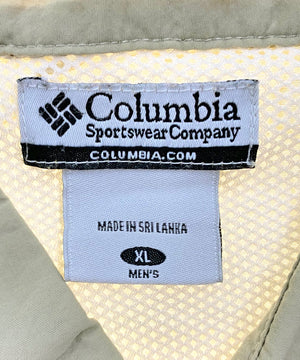 Columbia
Sportswear Company
COLUMBIA.COM
MADE IN SRI LANKA
XL
MEN'S